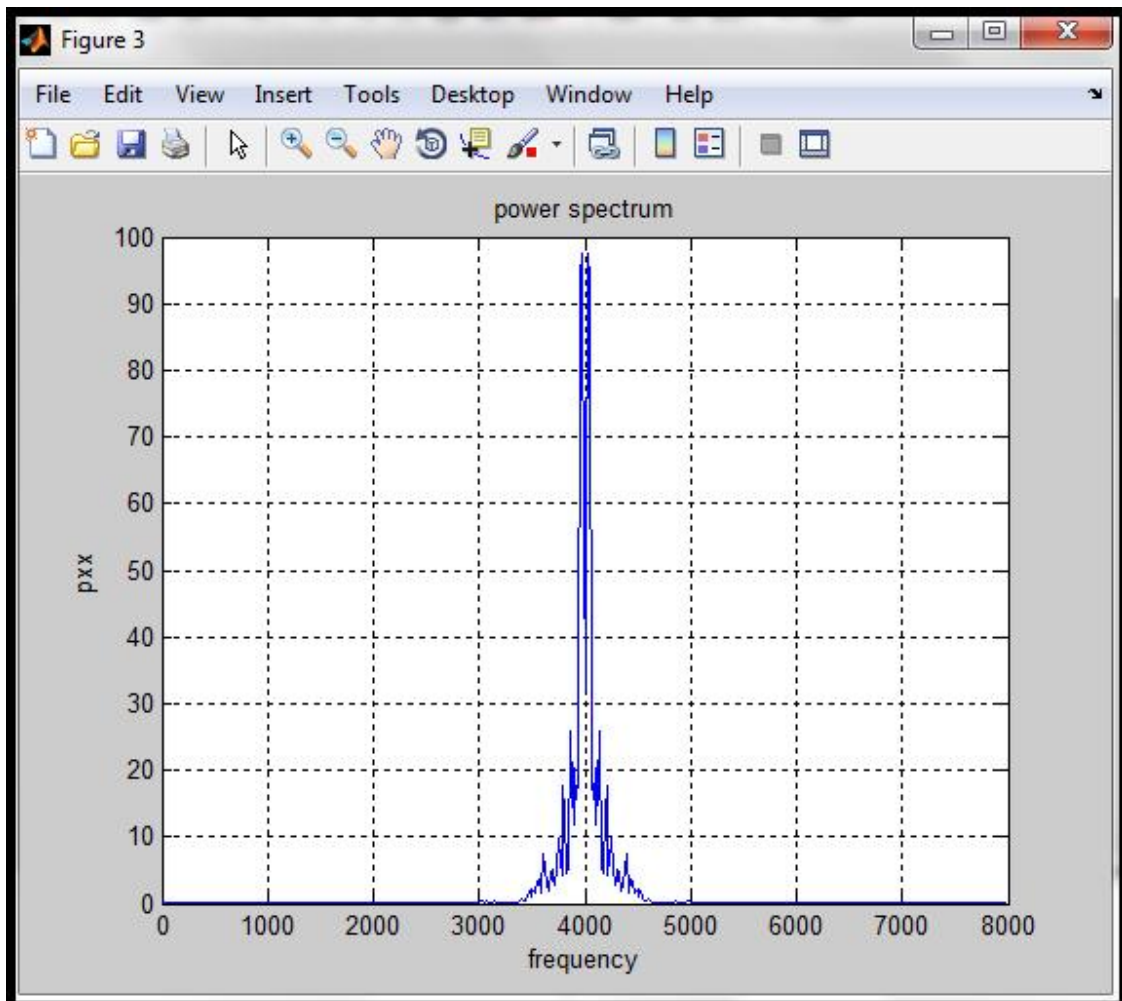 Figure 3
File Edit View Insert Tools Desktop Window Help
power spectrum
100
90
80
70
60
50
40
30
20
10
0
pxx
0 1000 2000 3000 4000 5000 6000 7000 8000
frequency